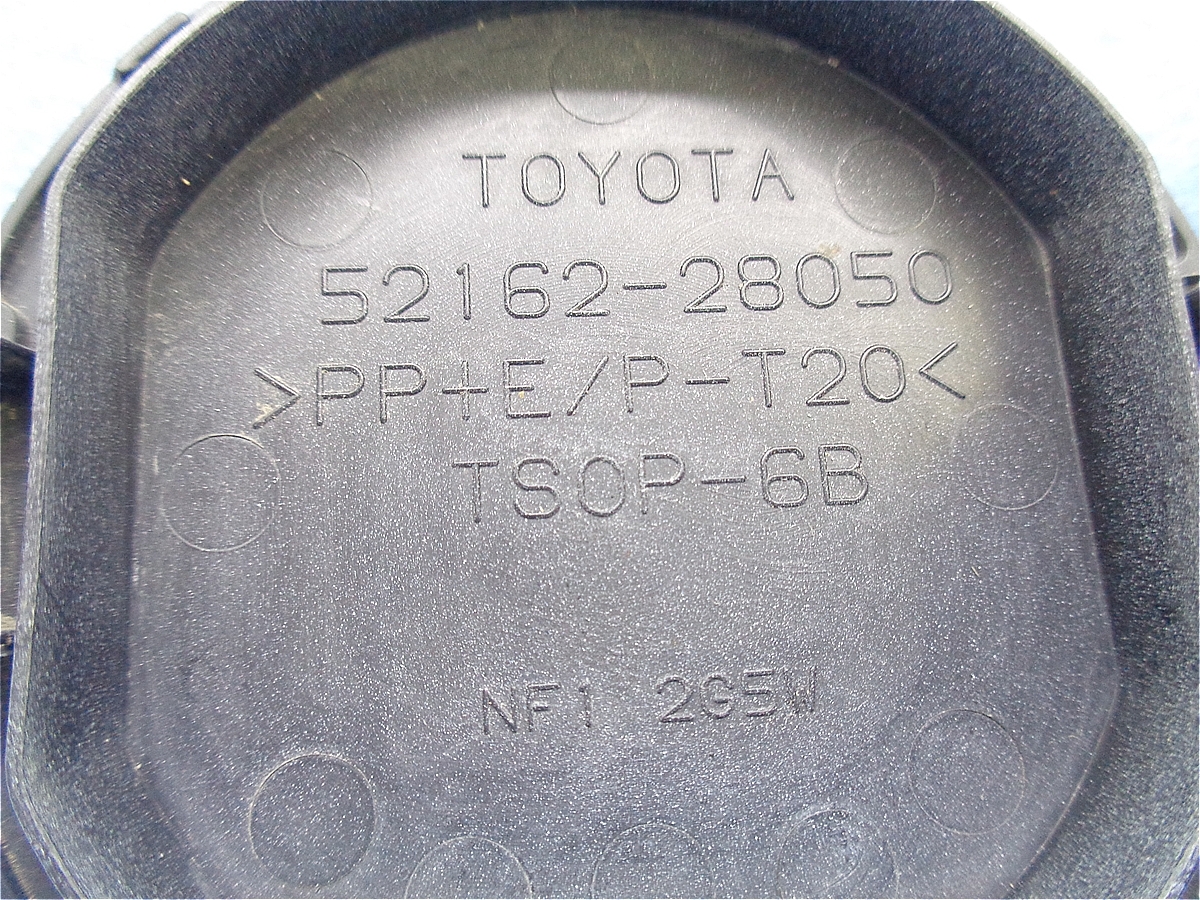 TOYOTA
52162-28050
>PP+E/P-T20<
TSOP-6B
NF1 2G5W